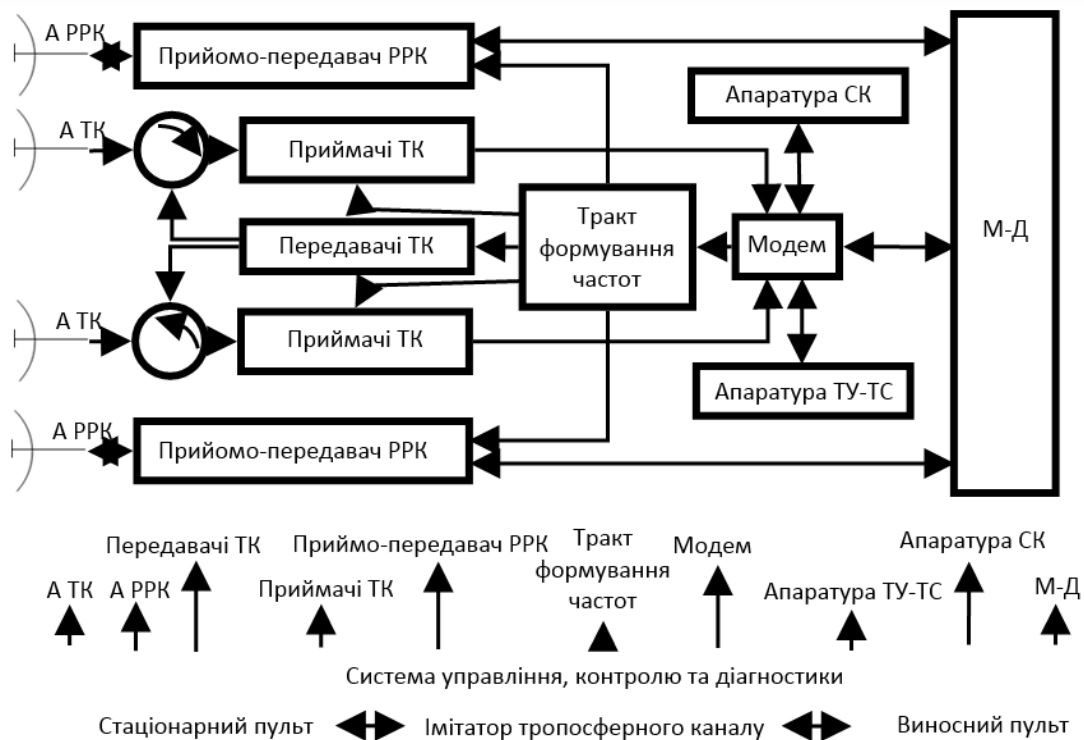 А РРК
Прийомо-передавач РРК
Апаратура СК
А ТК
Приймачі ТК
Тракт
формування
частот
Передавачі ТК
Модем
М-Д
А ТК
Приймачі ТК
Апаратура ТУ-ТС
А РРК
Прийомо-передавач РРК
Передавачі ТК
Приймо-передавач РРК
Тракт
формування
частот
Модем
Апаратура СК
А ТК
А РРК
Приймачі ТК
Апаратура ТУ-ТС
М-Д
Система управління, контролю та діагностики
Стаціонарний пульт
Імітатор тропосферного каналу
Виносний пульт